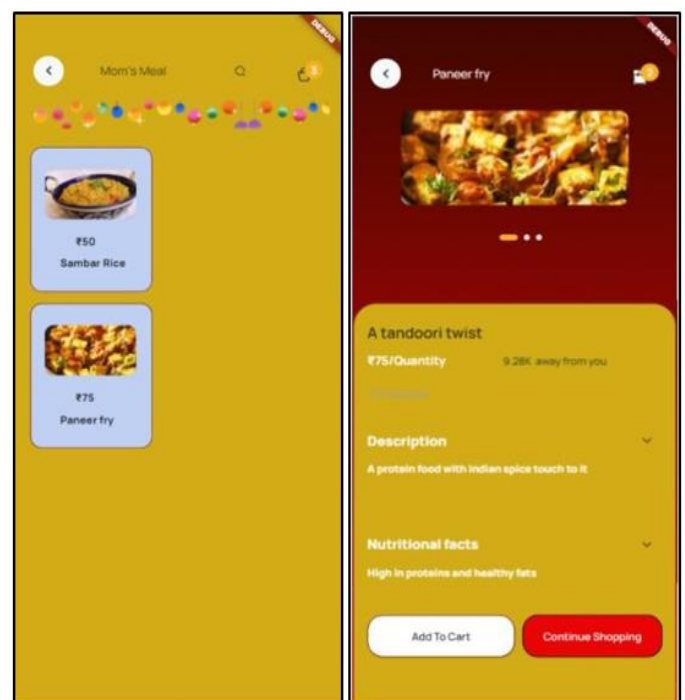 DEBUG
Mom's Meal
3
₹50
Sambar Rice
₹75
Paneer fry
DEBUG
Paneer fry
2
A tandoori twist
₹75/Quantity 9.28K away from you
Description
A protein food with indian spice touch to it
Nutritional facts
High in proteins and healthy fats
Add To Cart Continue Shopping